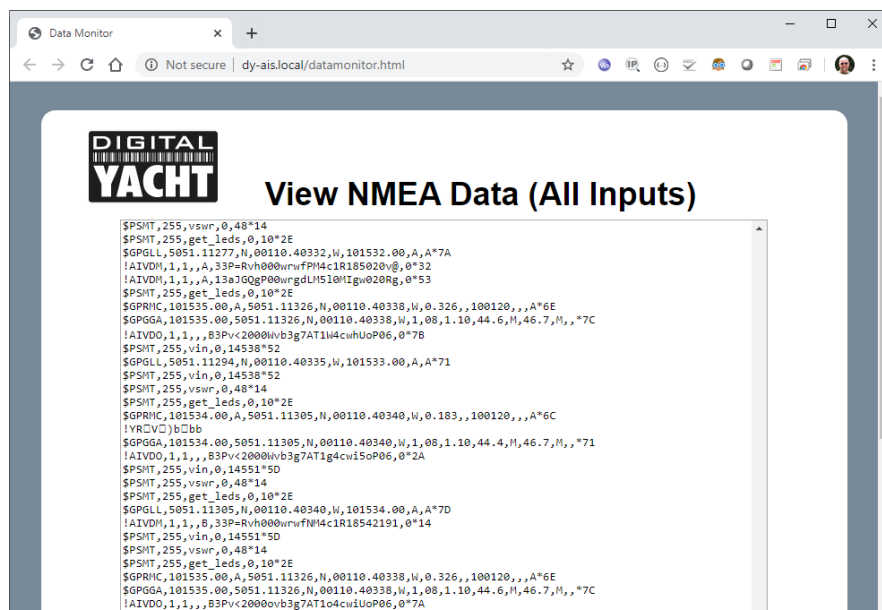 Data Monitor
Not secure | dy-ais.local/datamonitor.html
IP
DIGITAL
YACHT
View NMEA Data (All Inputs)
$PSMT,255,vswr,0,48*14
$PSMT,255,get_leds,0,10*2E
$GPGLL,5051.11277,N,00110.40332,W,101532.00,A,A*7A
!AIVDM,1,1,,A,33P=Rvh000wrwfPM4c1R185020v@,0*32
!AIVDM,1,1,,A,13aJGQgP00wrgdLM5l0MIgw020Rg,0*53
$PSMT,255,get_leds,0,10*2E
$GPRMC,101535.00,A,5051.11326,N,00110.40338,W,0.326,,100120,,,A*6E
$GPGGA,101535.00,5051.11326,N,00110.40338,W,1,08,1.10,44.6,M,46.7,M,,*7C
!AIVDO,1,1,,,B3Pv<2000Wvb3g7AT1W4cwhUoP06,0*7B
$PSMT,255,vin,0,14538*52
$GPGLL,5051.11294,N,00110.40335,W,101533.00,A,A*71
$PSMT,255,vin,0,14538*52
$PSMT,255,vswr,0,48*14
$PSMT,255,get_leds,0,10*2E
$GPRMC,101534.00,A,5051.11305,N,00110.40340,W,0.183,,100120,,,A*6C
!YR□V□)b□bb
$GPGGA,101534.00,5051.11305,N,00110.40340,W,1,08,1.10,44.4,M,46.7,M,,*71
!AIVDO,1,1,,,B3Pv<2000Wvb3g7AT1g4cwi5oP06,0*2A
$PSMT,255,vin,0,14551*5D
$PSMT,255,vswr,0,48*14
$PSMT,255,get_leds,0,10*2E
$GPGLL,5051.11305,N,00110.40340,W,101534.00,A,A*7D
!AIVDM,1,1,,B,33P=Rvh000wrwfNM4c1R18542191,0*14
$PSMT,255,vin,0,14551*5D
$PSMT,255,vswr,0,48*14
$PSMT,255,get_leds,0,10*2E
$GPRMC,101535.00,A,5051.11326,N,00110.40338,W,0.326,,100120,,,A*6E
$GPGGA,101535.00,5051.11326,N,00110.40338,W,1,08,1.10,44.6,M,46.7,M,,*7C
!AIVDO,1,1,,,B3Pv<2000ovb3g7AT1o4cwiUoP06,0*7A